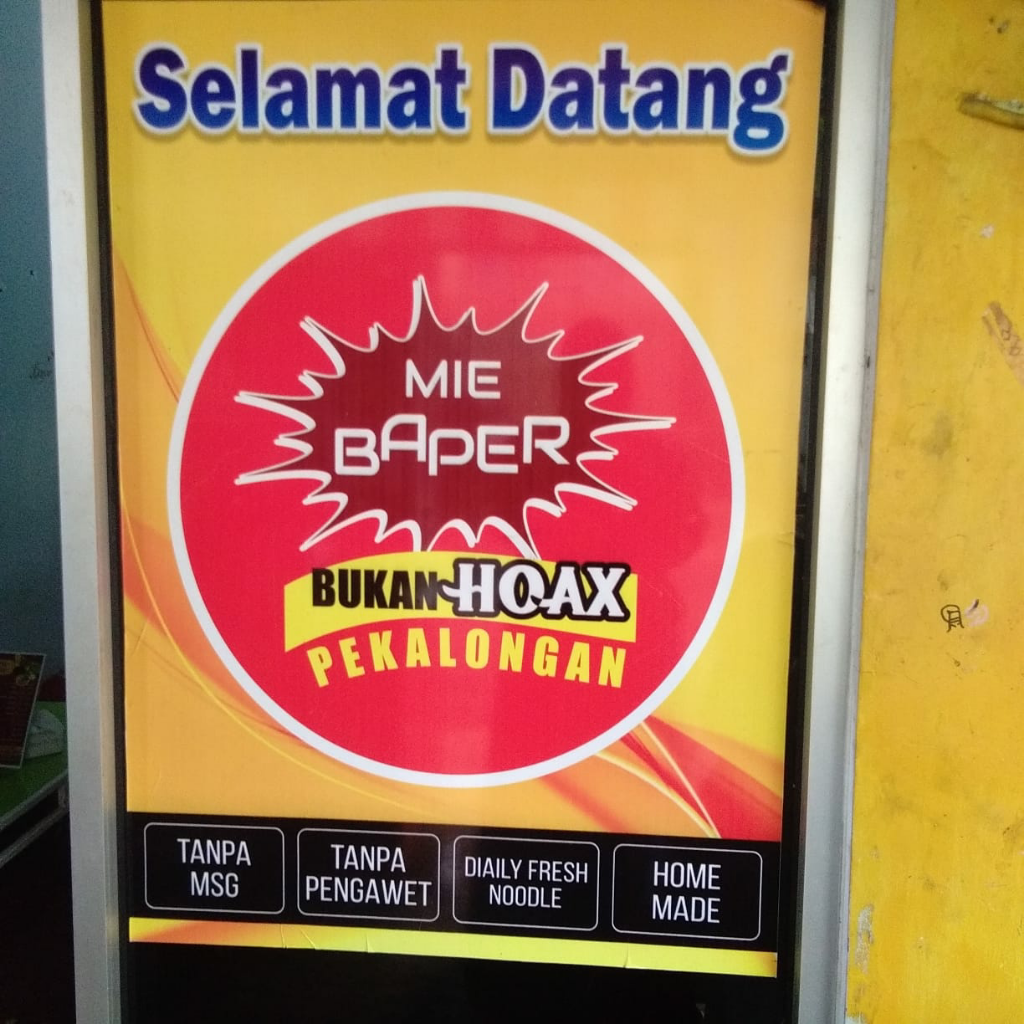 Selamat Datang
MIE
BAPER
BUKAN HOAX
PEKALONGAN
TANPA
MSG
TANPA
PENGAWET
DIAILY FRESH
NOODLE
HOME
MADE